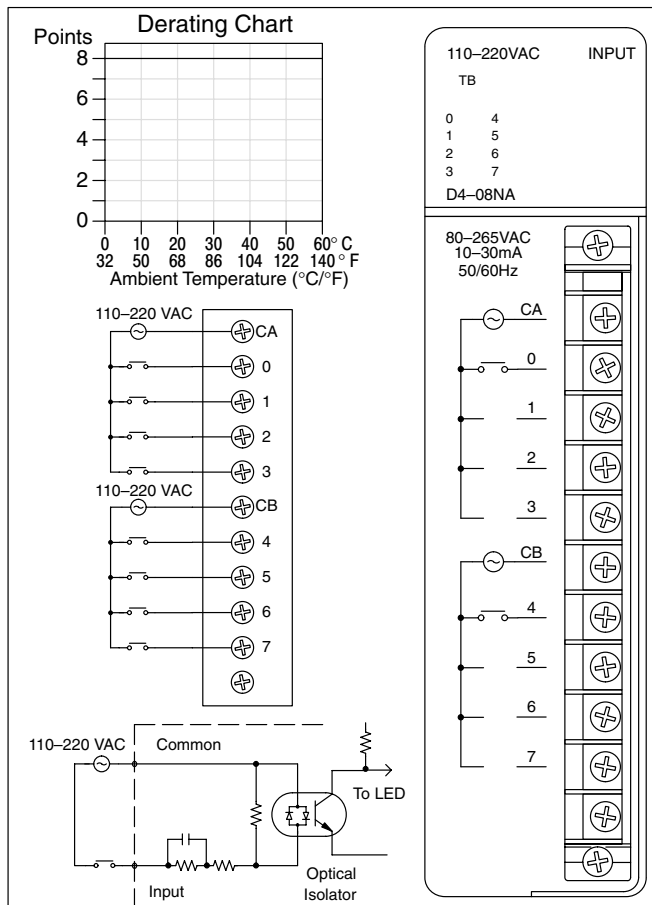 Derating Chart
Points
8
6
4
2
0
0 10 20 30 40 50 60° C
32 50 68 86 104 122 140 ° F
Ambient Temperature (°C/°F)
110–220 VAC
CA
0
1
2
3
110–220 VAC
CB
4
5
6
7
110–220 VAC
Common
To LED
Input
Optical
Isolator
110–220VAC INPUT
TB
0 4
1 5
2 6
3 7
D4–08NA
80–265VAC
10–30mA
50/60Hz
CA
0
1
2
3
CB
4
5
6
7